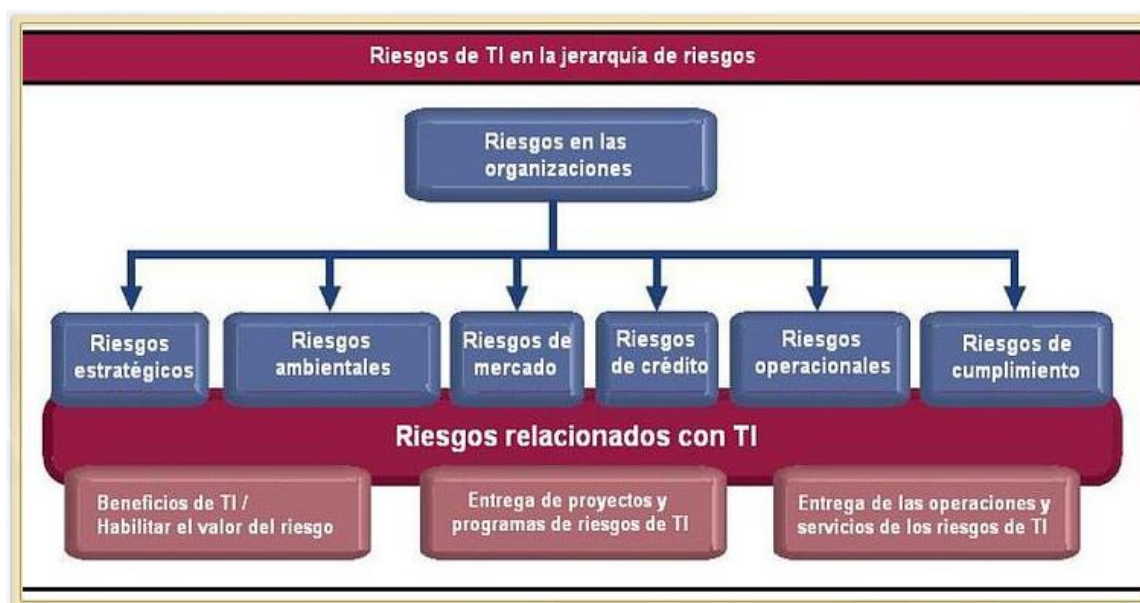 Riesgos de TI en la jerarquía de riesgos
Riesgos en las
organizaciones
Riesgos
estratégicos
Riesgos
ambientales
Riesgos de
mercado
Riesgos
de crédito
Riesgos
operacionales
Riesgos de
cumplimiento
Riesgos relacionados con TI
Beneficios de TI /
Habilitar el valor del riesgo
Entrega de proyectos y
programas de riesgos de TI
Entrega de las operaciones y
servicios de los riesgos de TI